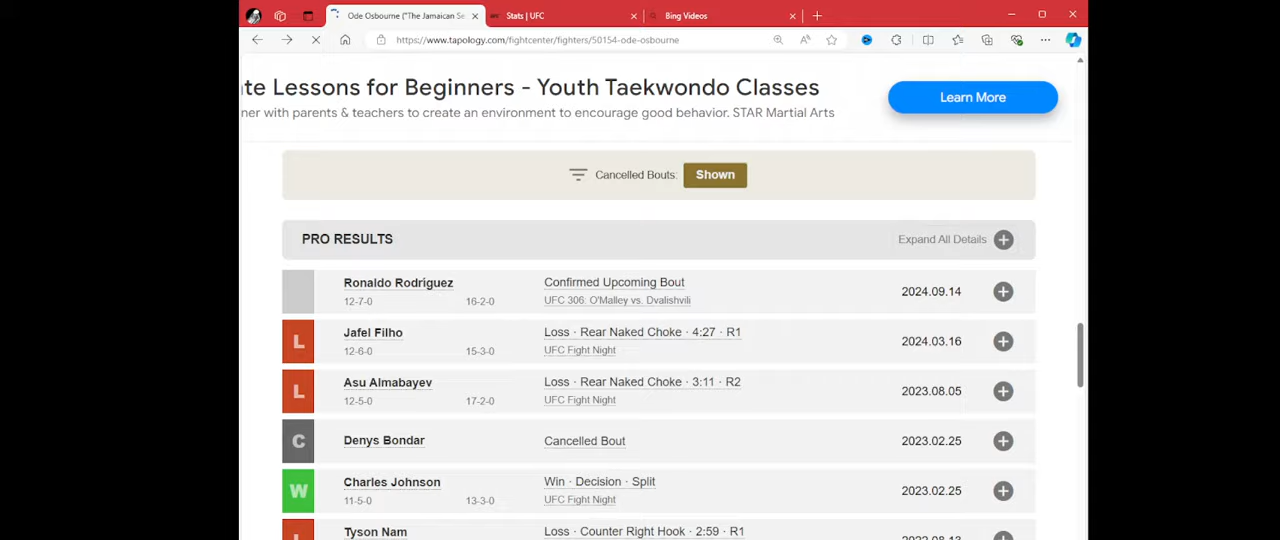 Ode Osbourne ("The Jamaican Se
Stats | UFC
Bing Videos
https://www.tapology.com/fightcenter/fighters/50154-ode-osbourne
te Lessons for Beginners - Youth Taekwondo Classes
ner with parents & teachers to create an environment to encourage good behavior. STAR Martial Arts
Learn More
Cancelled Bouts: Shown
PRO RESULTS
Expand All Details
Ronaldo Rodríguez
12-7-0 16-2-0
Confirmed Upcoming Bout
UFC 306: O'Malley vs. Dvalishvili
2024.09.14
L
Jafel Filho
12-6-0 15-3-0
Loss · Rear Naked Choke · 4:27 · R1
UFC Fight Night
2024.03.16
L
Asu Almabayev
12-5-0 17-2-0
Loss · Rear Naked Choke · 3:11 · R2
UFC Fight Night
2023.08.05
C
Denys Bondar
Cancelled Bout
2023.02.25
W
Charles Johnson
11-5-0 13-3-0
Win · Decision · Split
UFC Fight Night
2023.02.25
Tyson Nam
Loss · Counter Right Hook · 2:59 · R1
2022.08.13